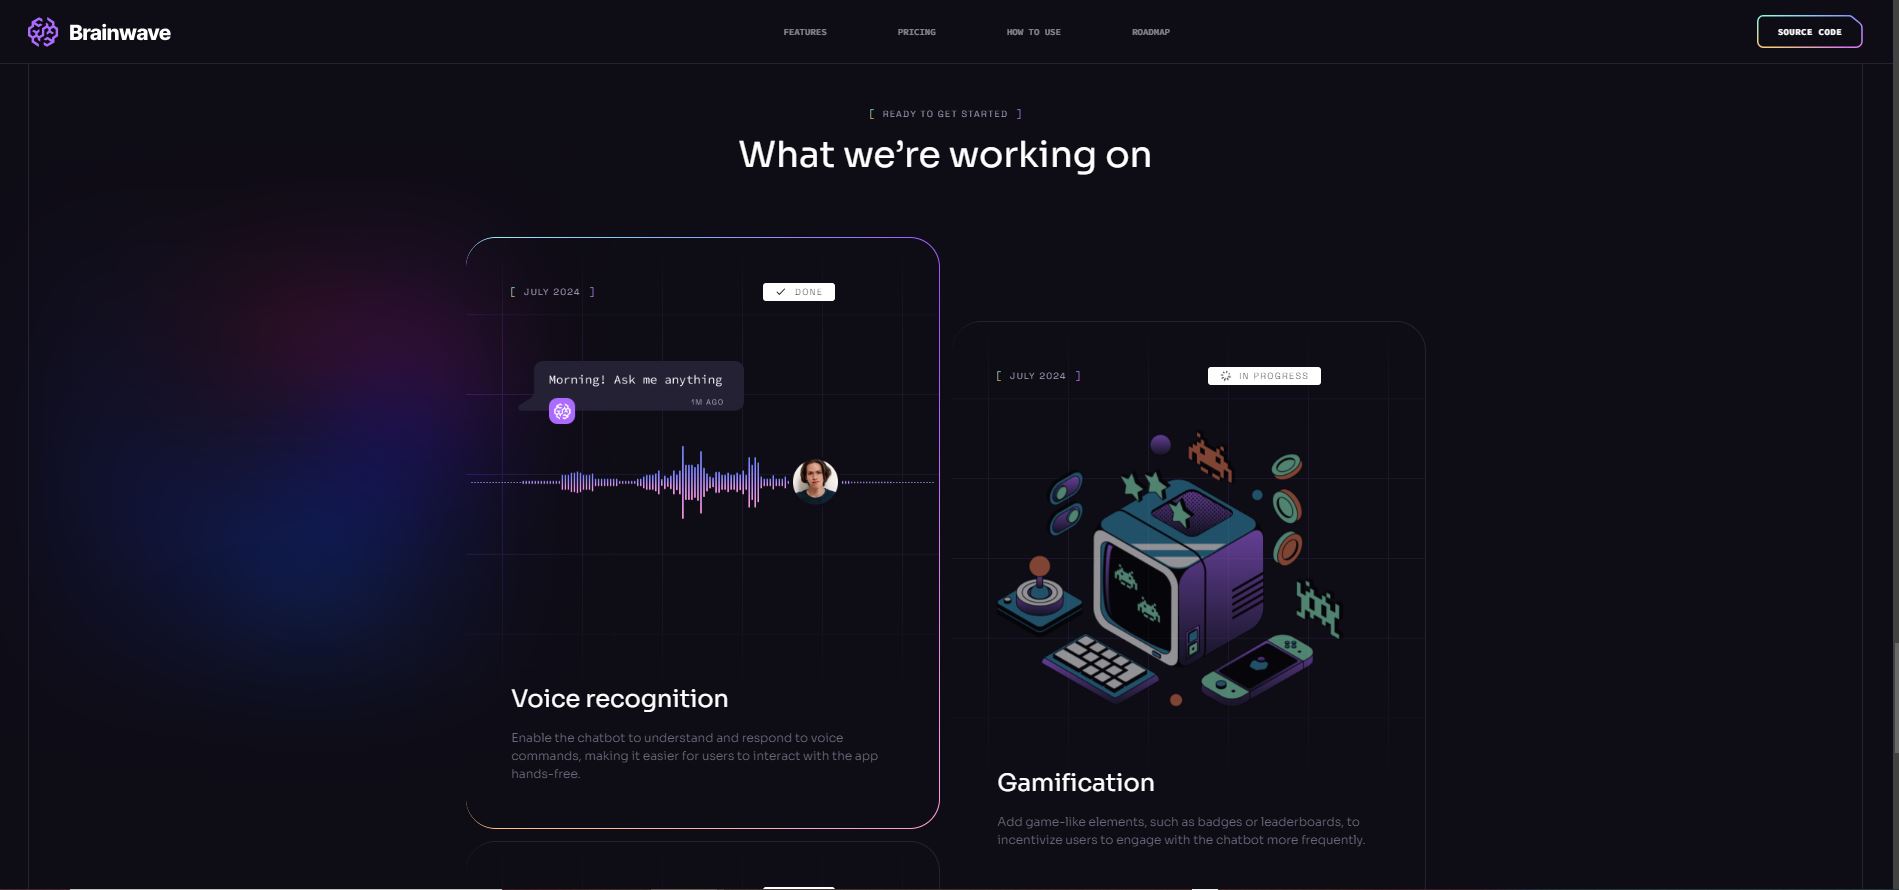 Brainwave
FEATURES
PRICING
HOW TO USE
ROADMAP
SOURCE CODE
[ READY TO GET STARTED ]
What we’re working on
[ JULY 2024 ]
DONE
Morning! Ask me anything
1M AGO
Voice recognition
Enable the chatbot to understand and respond to voice
commands, making it easier for users to interact with the app
hands-free.
[ JULY 2024 ]
IN PROGRESS
Gamification
Add game-like elements, such as badges or leaderboards, to
incentivize users to engage with the chatbot more frequently.